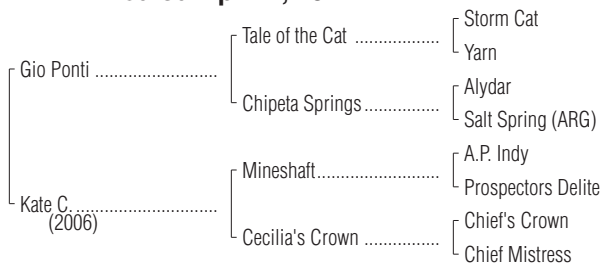 Storm Cat
Tale of the Cat ..................
Yarn
Gio Ponti ..........................
Alydar
Chipeta Springs................
Salt Spring (ARG)
A.P. Indy
Mineshaft..........................
Prospectors Delite
Kate C. ..............................
(2006)
Chief's Crown
Cecilia's Crown ................
Chief Mistress